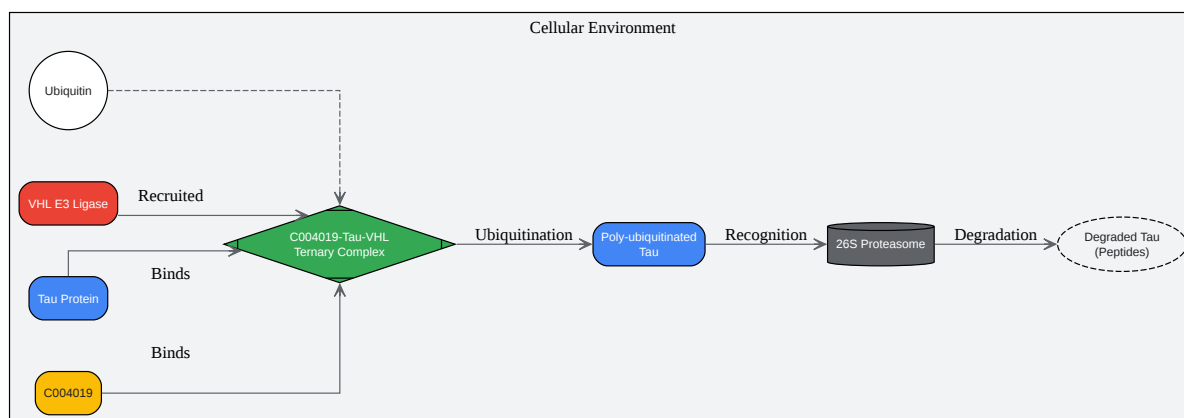 Cellular Environment
Ubiquitin
VHL E3 Ligase
Recruited
C004019-Tau-VHL
Ternary Complex
Ubiquitination
Poly-ubiquitinated
Tau
Recognition
26S Proteasome
Degradation
Degraded Tau
(Peptides)
Binds
Tau Protein
Binds
C004019